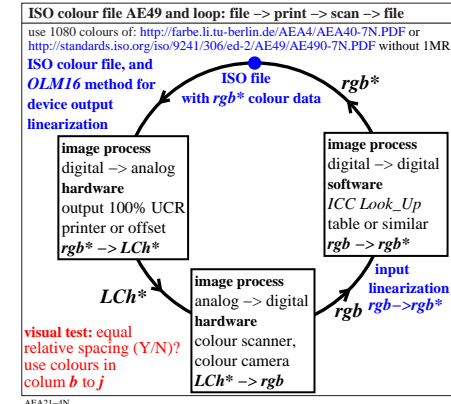 ISO colour file AE49 and loop: file −> print −> scan −> file
use 1080 colours of: http://farbe.li.tu-berlin.de/AEA4/AEA40-7N.PDF or
http://standards.iso.org/iso/9241/306/ed-2/AE49/AE490-7N.PDF without 1MR
ISO colour file, and
OLM16 method for
device output
linearization
ISO file
with rgb* colour data
rgb*
image process
digital −> analog
hardware
output 100% UCR
printer or offset
rgb* −> LCh*
image process
digital −> digital
software
ICC Look_Up
table or similar
rgb −> rgb*
LCh*
image process
analog −> digital
hardware
colour scanner,
colour camera
LCh* −> rgb
rgb
input
linearization
rgb−>rgb*
visual test: equal
relative spacing (Y/N)?
use colours in
colum b to j
AEA21-4N